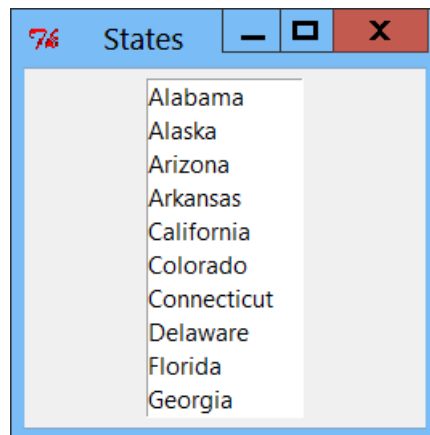 States
Alabama
Alaska
Arizona
Arkansas
California
Colorado
Connecticut
Delaware
Florida
Georgia